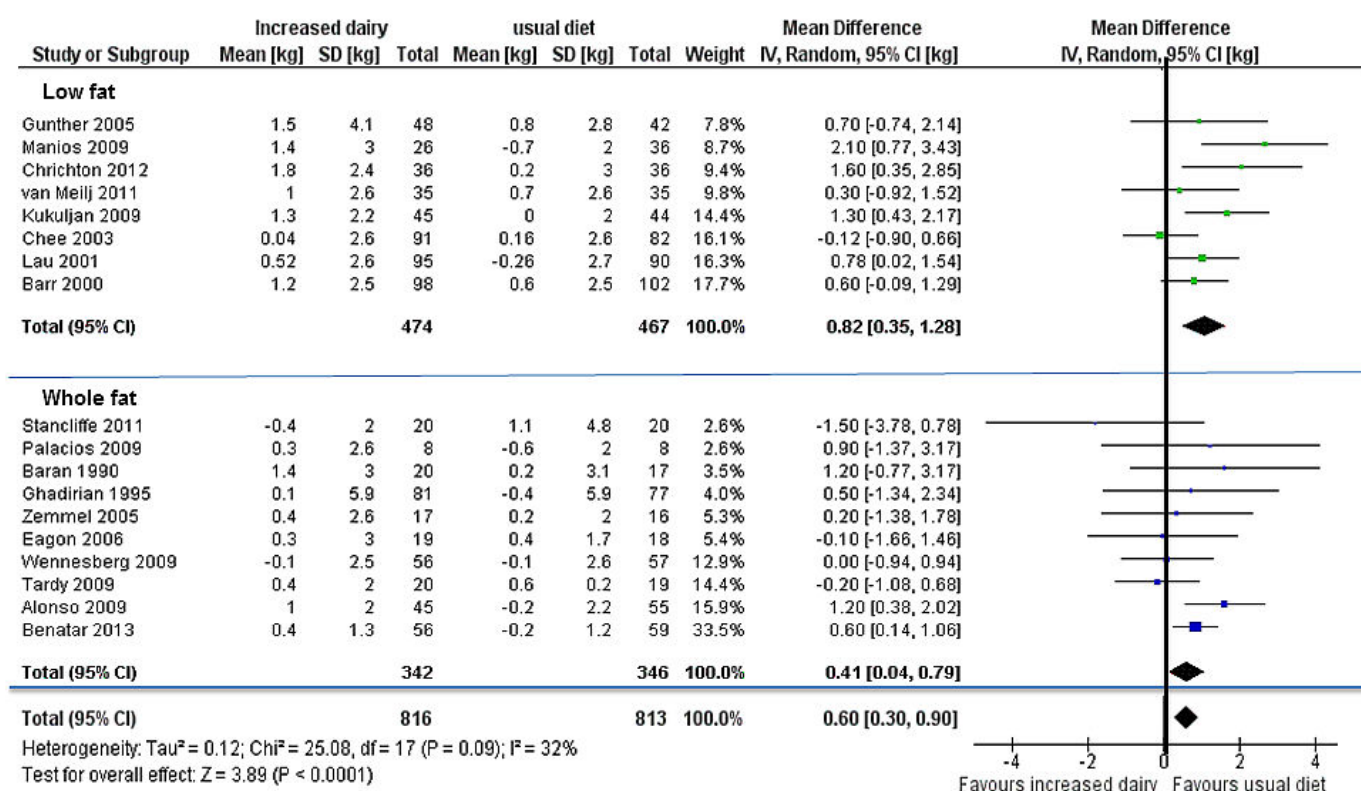 Increased dairy usual diet Mean Difference Mean Difference
Study or Subgroup Mean [kg] SD [kg] Total Mean [kg] SD [kg] Total Weight IV, Random, 95% CI [kg] IV, Random, 95% CI [kg]
Low fat
Gunther 2005 1.5 4.1 48 0.8 2.8 42 7.8% 0.70 [-0.74, 2.14]
Manios 2009 1.4 3 26 -0.7 2 36 8.7% 2.10 [0.77, 3.43]
Chrichton 2012 1.8 2.4 36 0.2 3 36 9.4% 1.60 [0.35, 2.85]
van Meilj 2011 1 2.6 35 0.7 2.6 35 9.8% 0.30 [-0.92, 1.52]
Kukuljan 2009 1.3 2.2 45 0 2 44 14.4% 1.30 [0.43, 2.17]
Chee 2003 0.04 2.6 91 0.16 2.6 82 16.1% -0.12 [-0.90, 0.66]
Lau 2001 0.52 2.6 95 -0.26 2.7 90 16.3% 0.78 [0.02, 1.54]
Barr 2000 1.2 2.5 98 0.6 2.5 102 17.7% 0.60 [-0.09, 1.29]
Total (95% CI) 474 467 100.0% 0.82 [0.35, 1.28]
Whole fat
Stancliffe 2011 -0.4 2 20 1.1 4.8 20 2.6% -1.50 [-3.78, 0.78]
Palacios 2009 0.3 2.6 8 -0.6 2 8 2.6% 0.90 [-1.37, 3.17]
Baran 1990 1.4 3 20 0.2 3.1 17 3.5% 1.20 [-0.77, 3.17]
Ghadirian 1995 0.1 5.9 81 -0.4 5.9 77 4.0% 0.50 [-1.34, 2.34]
Zemmel 2005 0.4 2.6 17 0.2 2 16 5.3% 0.20 [-1.38, 1.78]
Eagon 2006 0.3 3 19 0.4 1.7 18 5.4% -0.10 [-1.66, 1.46]
Wennesberg 2009 -0.1 2.5 56 -0.1 2.6 57 12.9% 0.00 [-0.94, 0.94]
Tardy 2009 0.4 2 20 0.6 0.2 19 14.4% -0.20 [-1.08, 0.68]
Alonso 2009 1 2 45 -0.2 2.2 55 15.9% 1.20 [0.38, 2.02]
Benatar 2013 0.4 1.3 56 -0.2 1.2 59 33.5% 0.60 [0.14, 1.06]
Total (95% CI) 342 346 100.0% 0.41 [0.04, 0.79]
Total (95% CI) 816 813 100.0% 0.60 [0.30, 0.90]
Heterogeneity: Tau² = 0.12; Chi² = 25.08, df = 17 (P = 0.09); I² = 32%
Test for overall effect: Z = 3.89 (P < 0.0001)
-4 -2 0 2 4
Favours increased dairy Favours usual diet